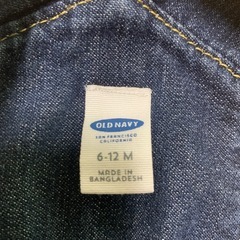 OLD NAVY
SAN FRANCISCO
CALIFORNIA
6-12 M
MADE IN
BANGLADESH